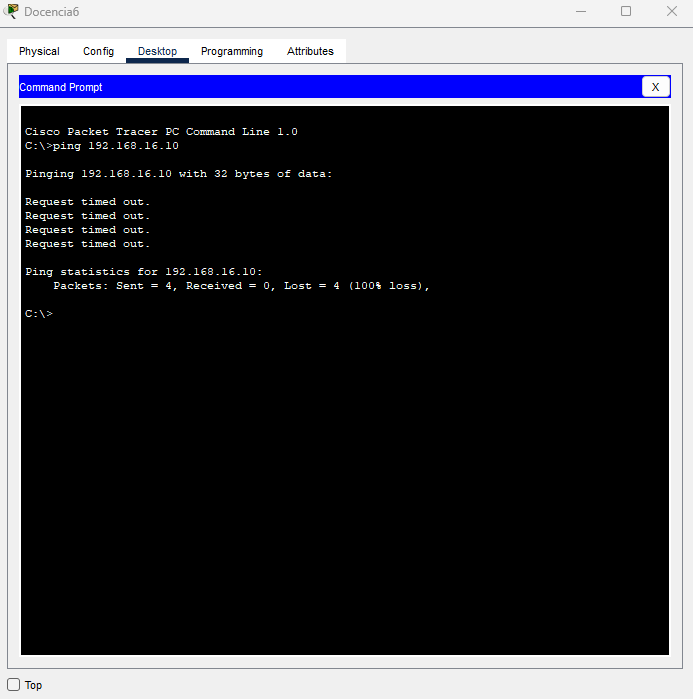 Docencia6
Physical Config Desktop Programming Attributes
Command Prompt X
Cisco Packet Tracer PC Command Line 1.0
C:\>ping 192.168.16.10
Pinging 192.168.16.10 with 32 bytes of data:
Request timed out.
Request timed out.
Request timed out.
Request timed out.
Ping statistics for 192.168.16.10:
Packets: Sent = 4, Received = 0, Lost = 4 (100% loss),
C:\>
Top